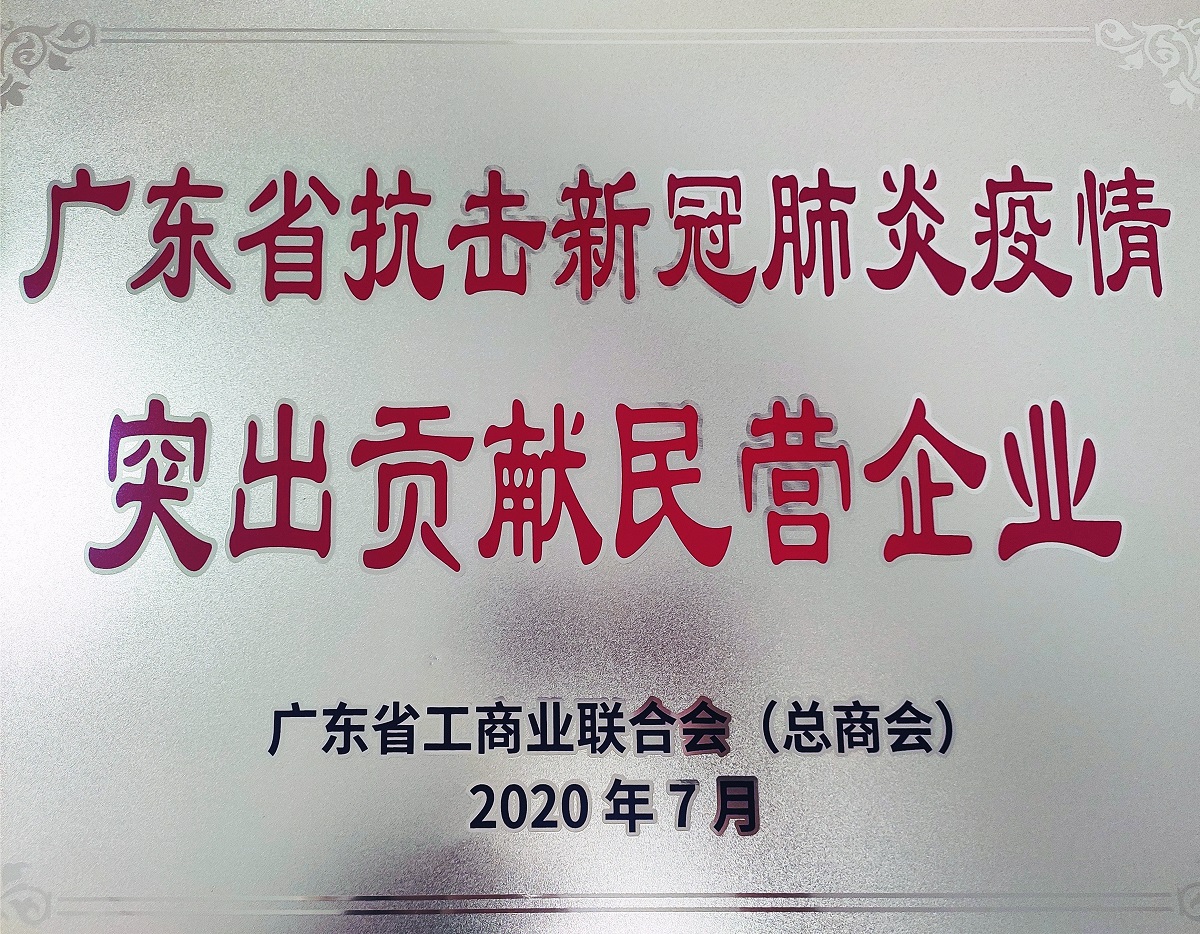 广东省抗击新冠肺炎疫情
突出贡献民营企业
广东省工商业联合会（总商会）
2020年7月